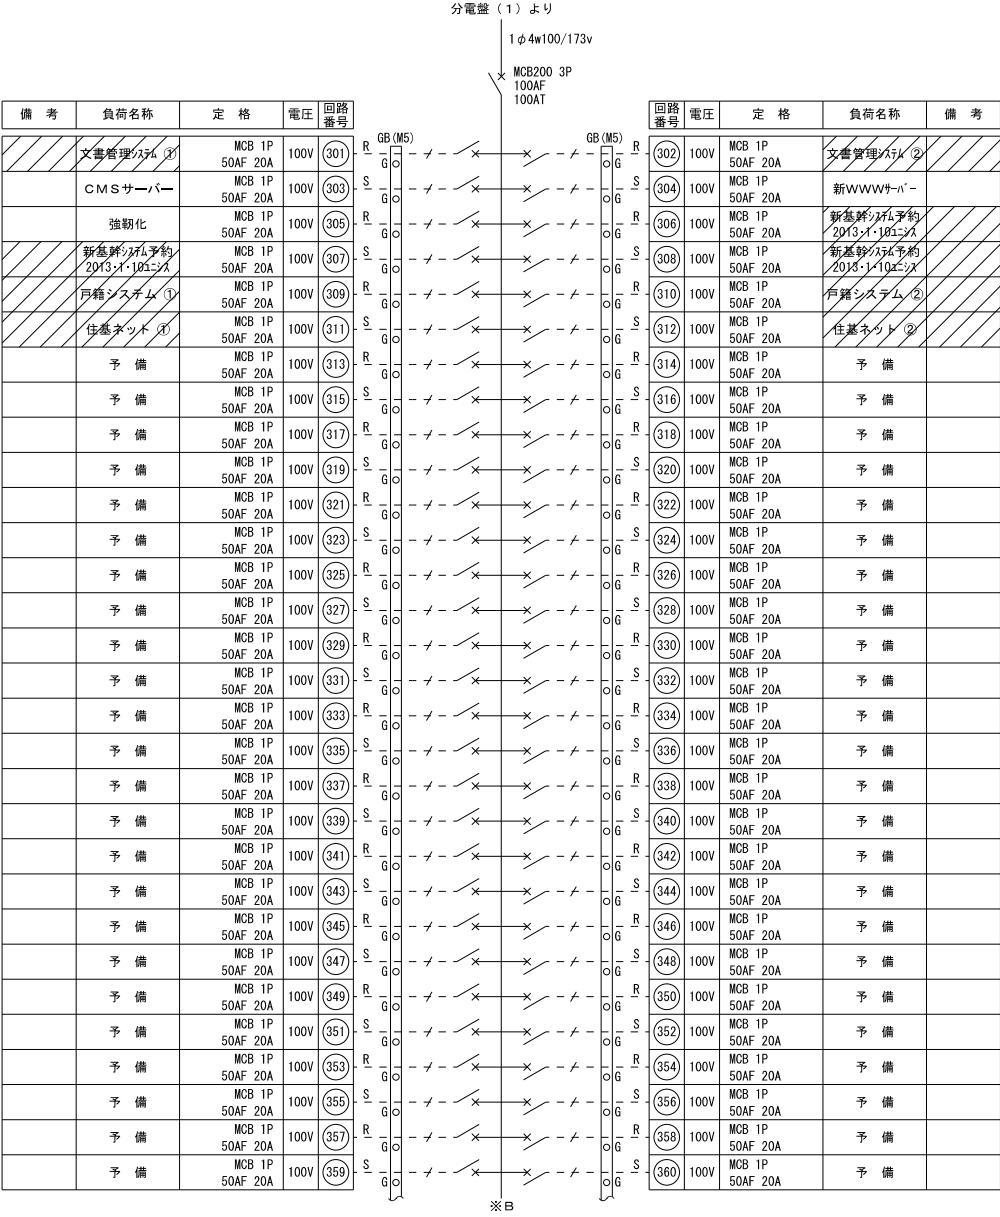 分電盤（1）より
1φ4w100/173v
MCB200 3P
100AF
100AT
備 考 負荷名称 定 格 電圧 回路番号 GB(M5) GB(M5) 回路番号 電圧 定 格 負荷名称 備 考
文書管理システム ① MCB 1P 50AF 20A 100V 301 R G R G 302 100V MCB 1P 50AF 20A 文書管理システム ②
CMSサーバー MCB 1P 50AF 20A 100V 303 S G S G 304 100V MCB 1P 50AF 20A 新WWWサーバー
強靭化 MCB 1P 50AF 20A 100V 305 R G R G 306 100V MCB 1P 50AF 20A 新基幹システム予約 2013・1・10ユニシス
新基幹システム予約 2013・1・10ユニシス MCB 1P 50AF 20A 100V 307 S G S G 308 100V MCB 1P 50AF 20A 新基幹システム予約 2013・1・10ユニシス
戸籍システム ① MCB 1P 50AF 20A 100V 309 R G R G 310 100V MCB 1P 50AF 20A 戸籍システム ②
住基ネット ① MCB 1P 50AF 20A 100V 311 S G S G 312 100V MCB 1P 50AF 20A 住基ネット ②
予 備 MCB 1P 50AF 20A 100V 313 R G R G 314 100V MCB 1P 50AF 20A 予 備
予 備 MCB 1P 50AF 20A 100V 315 S G S G 316 100V MCB 1P 50AF 20A 予 備
予 備 MCB 1P 50AF 20A 100V 317 R G R G 318 100V MCB 1P 50AF 20A 予 備
予 備 MCB 1P 50AF 20A 100V 319 S G S G 320 100V MCB 1P 50AF 20A 予 備
予 備 MCB 1P 50AF 20A 100V 321 R G R G 322 100V MCB 1P 50AF 20A 予 備
予 備 MCB 1P 50AF 20A 100V 323 S G S G 324 100V MCB 1P 50AF 20A 予 備
予 備 MCB 1P 50AF 20A 100V 325 R G R G 326 100V MCB 1P 50AF 20A 予 備
予 備 MCB 1P 50AF 20A 100V 327 S G S G 328 100V MCB 1P 50AF 20A 予 備
予 備 MCB 1P 50AF 20A 100V 329 R G R G 330 100V MCB 1P 50AF 20A 予 備
予 備 MCB 1P 50AF 20A 100V 331 S G S G 332 100V MCB 1P 50AF 20A 予 備
予 備 MCB 1P 50AF 20A 100V 333 R G R G 334 100V MCB 1P 50AF 20A 予 備
予 備 MCB 1P 50AF 20A 100V 335 S G S G 336 100V MCB 1P 50AF 20A 予 備
予 備 MCB 1P 50AF 20A 100V 337 R G R G 338 100V MCB 1P 50AF 20A 予 備
予 備 MCB 1P 50AF 20A 100V 339 S G S G 340 100V MCB 1P 50AF 20A 予 備
予 備 MCB 1P 50AF 20A 100V 341 R G R G 342 100V MCB 1P 50AF 20A 予 備
予 備 MCB 1P 50AF 20A 100V 343 S G S G 344 100V MCB 1P 50AF 20A 予 備
予 備 MCB 1P 50AF 20A 100V 345 R G R G 346 100V MCB 1P 50AF 20A 予 備
予 備 MCB 1P 50AF 20A 100V 347 S G S G 348 100V MCB 1P 50AF 20A 予 備
予 備 MCB 1P 50AF 20A 100V 349 R G R G 350 100V MCB 1P 50AF 20A 予 備
予 備 MCB 1P 50AF 20A 100V 351 S G S G 352 100V MCB 1P 50AF 20A 予 備
予 備 MCB 1P 50AF 20A 100V 353 R G R G 354 100V MCB 1P 50AF 20A 予 備
予 備 MCB 1P 50AF 20A 100V 355 S G S G 356 100V MCB 1P 50AF 20A 予 備
予 備 MCB 1P 50AF 20A 100V 357 R G R G 358 100V MCB 1P 50AF 20A 予 備
予 備 MCB 1P 50AF 20A 100V 359 S G S G 360 100V MCB 1P 50AF 20A 予 備
※B